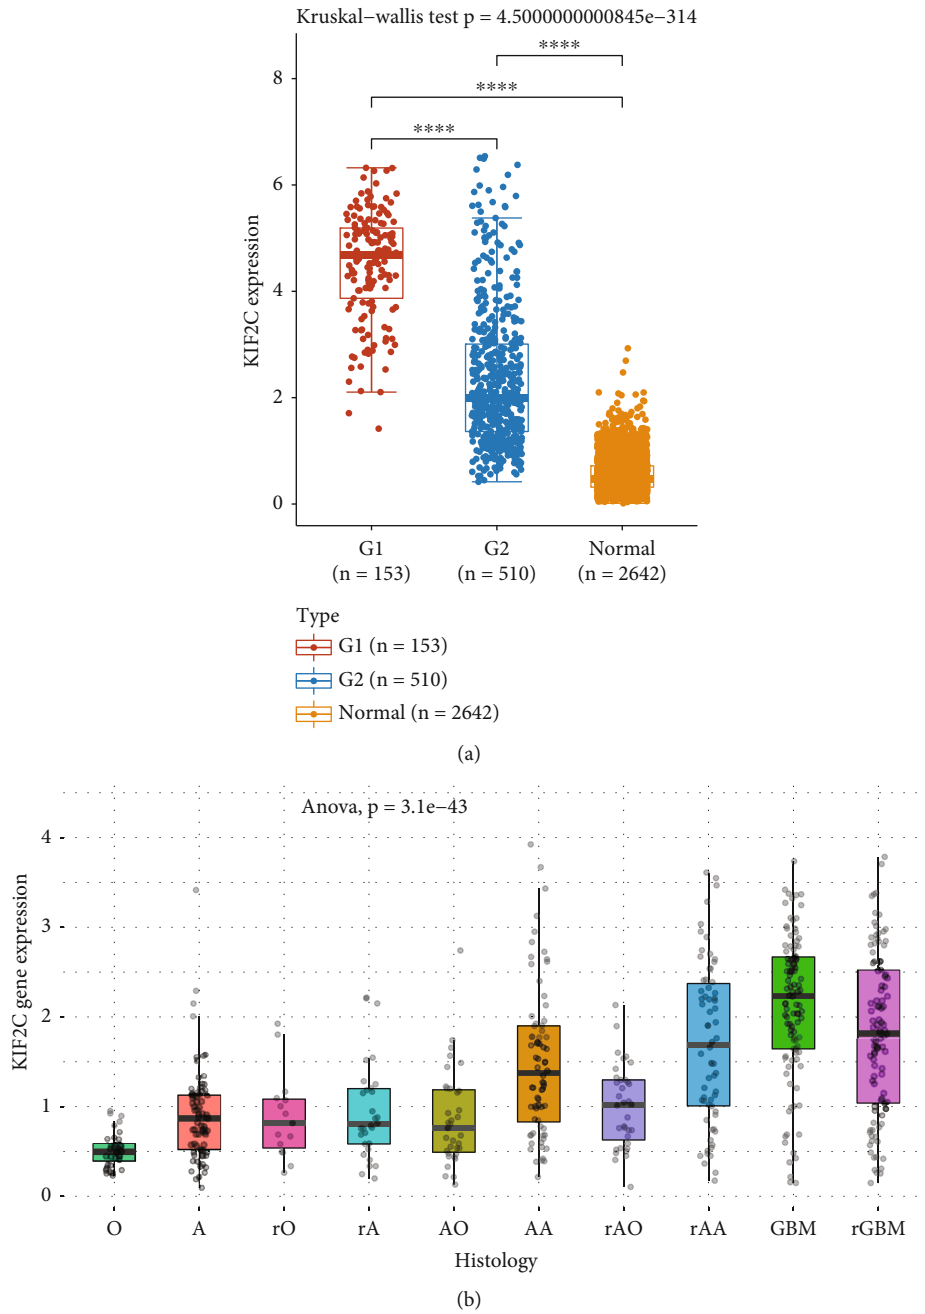 Kruskal−wallis test p = 4.5000000000845e−314
****
****
****
8
6
4
2
0
KIF2C expression
G1
(n = 153)
G2
(n = 510)
Normal
(n = 2642)
Type
G1 (n = 153)
G2 (n = 510)
Normal (n = 2642)
(a)
Anova, p = 3.1e−43
4
3
2
1
0
KIF2C gene expression
O A rO rA AO AA rAO rAA GBM rGBM
Histology
(b)